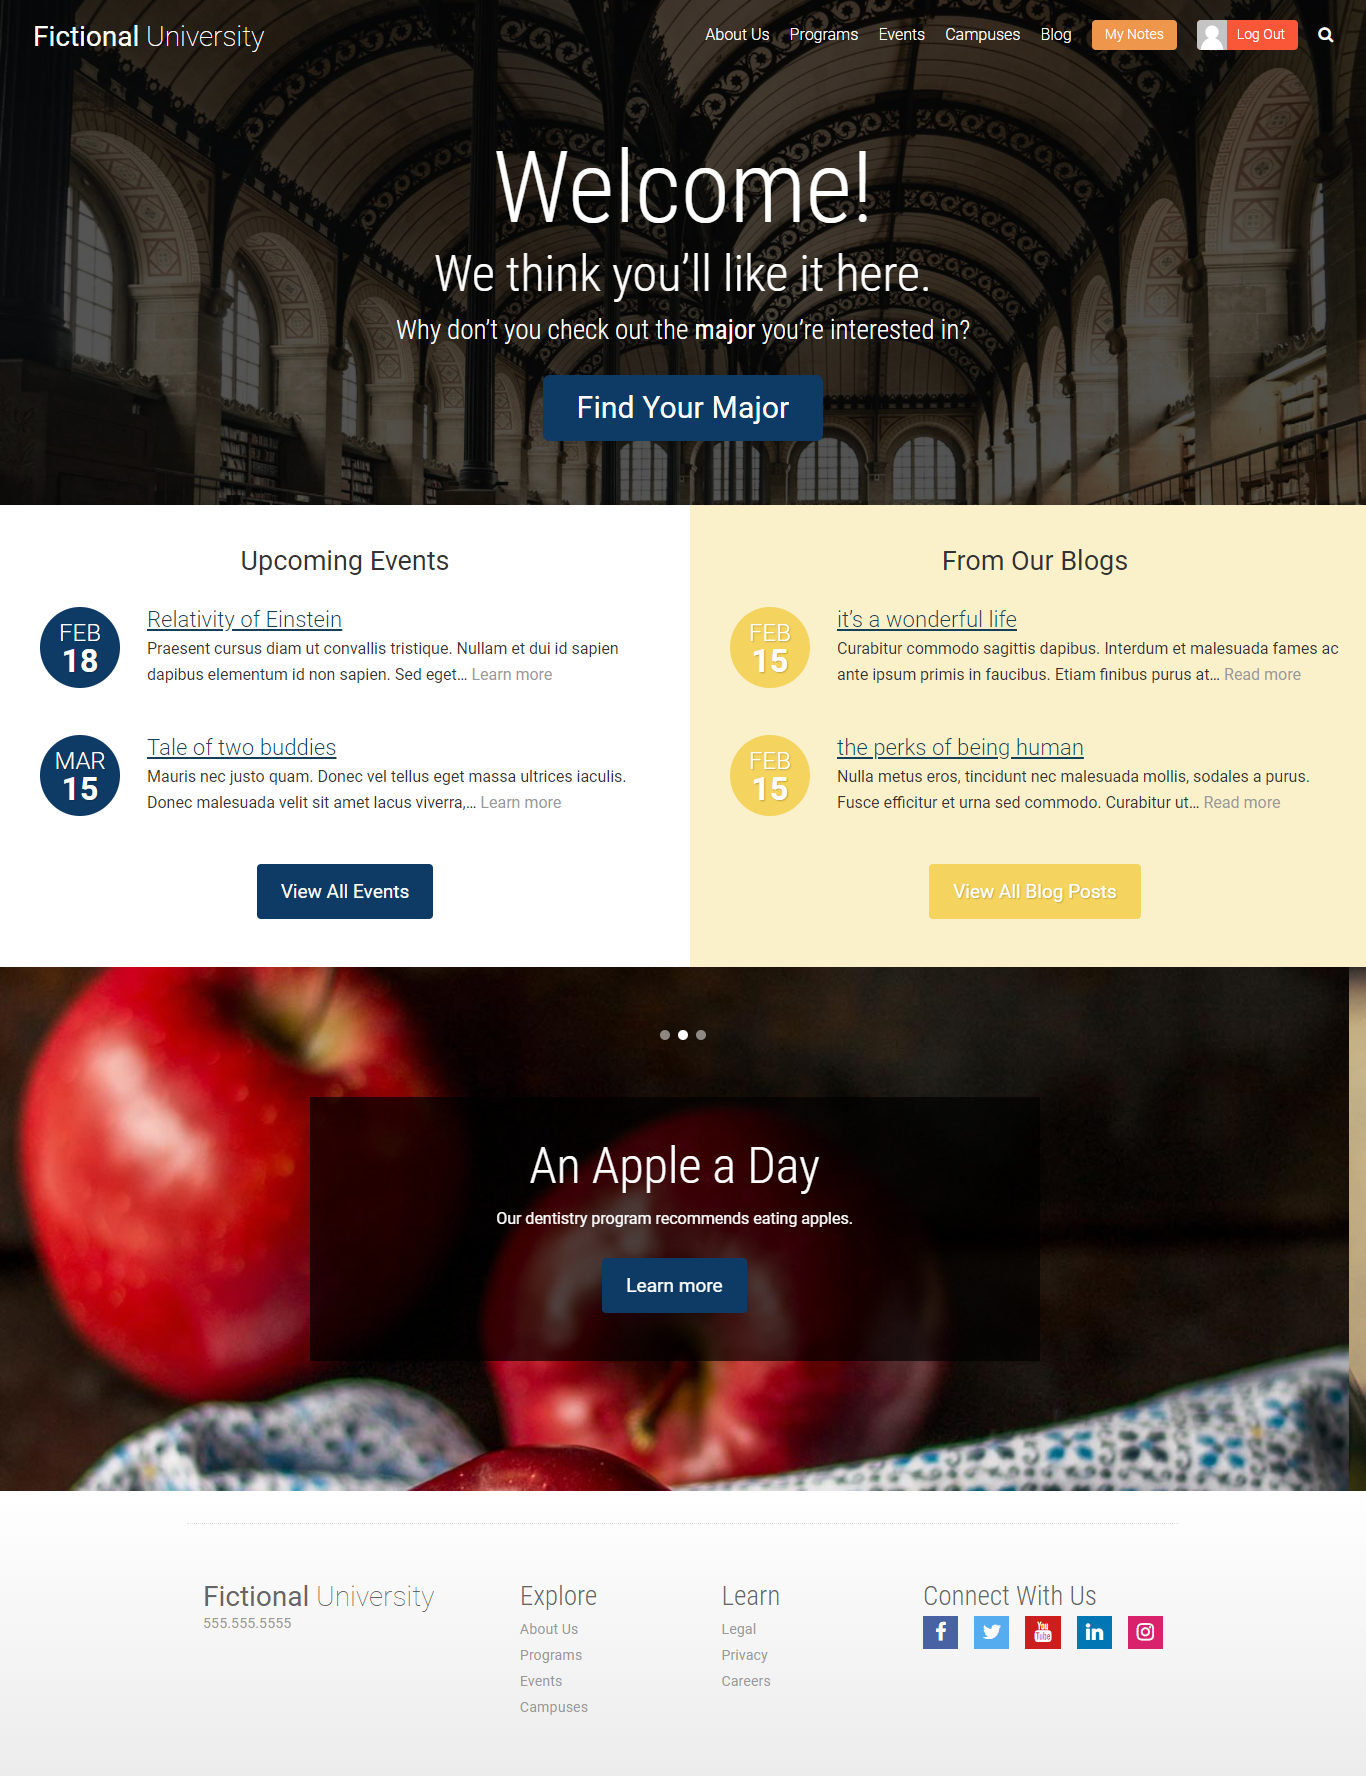 Fictional University
About Us
Programs
Events
Campuses
Blog
My Notes
Log Out
Welcome!
We think you’ll like it here.
Why don’t you check out the major you’re interested in?
Find Your Major
Upcoming Events
FEB
18
Relativity of Einstein
Praesent cursus diam ut convallis tristique. Nullam et dui id sapien
dapibus elementum id non sapien. Sed eget... Learn more
MAR
15
Tale of two buddies
Mauris nec justo quam. Donec vel tellus eget massa ultrices iaculis.
Donec malesuada velit sit amet lacus viverra,... Learn more
View All Events
From Our Blogs
FEB
15
it’s a wonderful life
Curabitur commodo sagittis dapibus. Interdum et malesuada fames ac
ante ipsum primis in faucibus. Etiam finibus purus at... Read more
FEB
15
the perks of being human
Nulla metus eros, tincidunt nec malesuada mollis, sodales a purus.
Fusce efficitur et urna sed commodo. Curabitur ut... Read more
View All Blog Posts
An Apple a Day
Our dentistry program recommends eating apples.
Learn more
Fictional University
555.555.5555
Explore
About Us
Programs
Events
Campuses
Learn
Legal
Privacy
Careers
Connect With Us
You
Tube